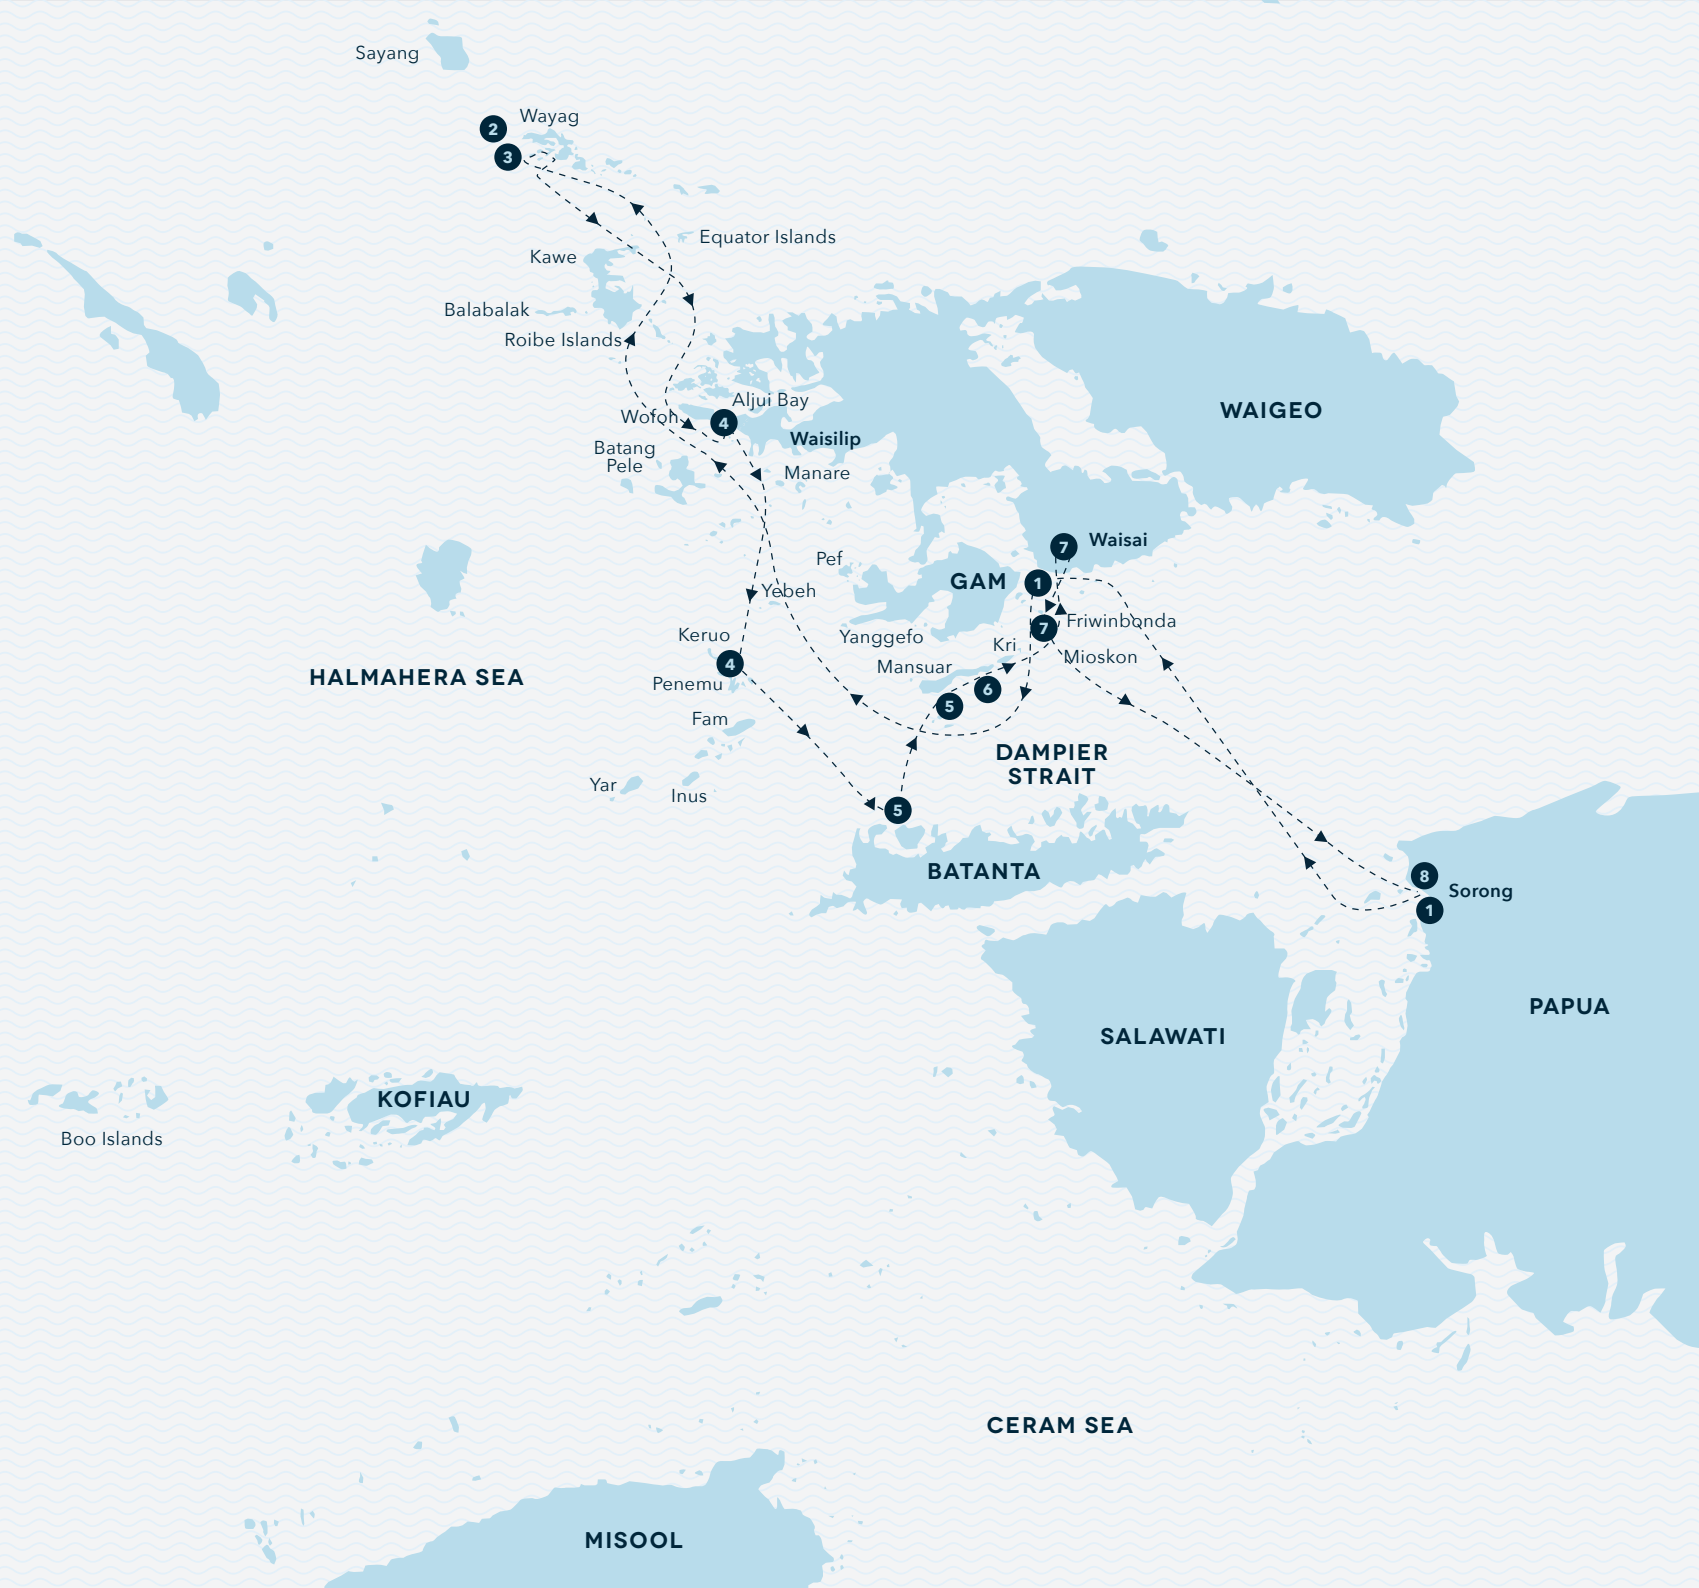 Sayang
Wayag
2
3
Equator Islands
Kawe
Balabalak
Roibe Islands
Aljui Bay
Wofoh
4
WAIGEO
Waisilip
Batang
Pele
Manare
7
Waisai
Pef
GAM
1
Yebeh
Friwinbonda
7
Keruo
Yanggefo
Kri
Mioskon
4
Mansuar
HALMAHERA SEA
Penemu
6
5
Fam
DAMPIER
STRAIT
Yar
Inus
5
BATANTA
8
Sorong
1
PAPUA
SALAWATI
KOFIAU
Boo Islands
CERAM SEA
MISOOL